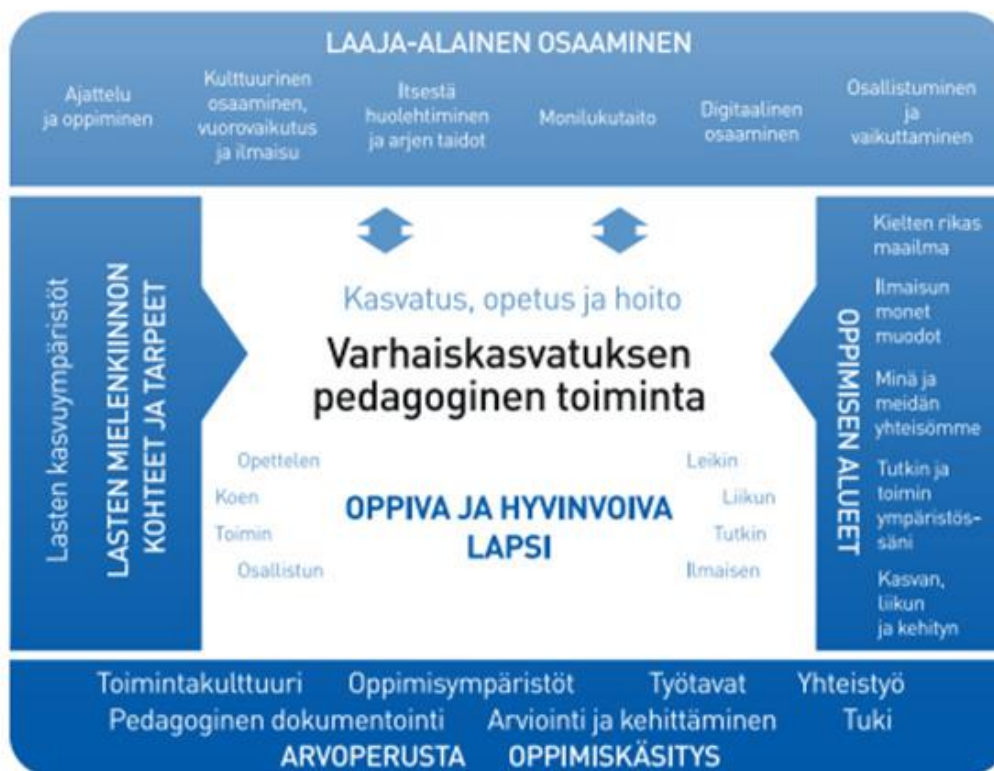 LAAJA-ALAINEN OSAAMINEN
Ajattelu
ja oppiminen
Kulttuurinen
osaaminen,
vuorovaikutus
ja ilmaisu
Itsestä
huolehtiminen
ja arjen taidot
Monilukutaito
Digitaalinen
osaaminen
Osallistuminen
ja
vaikuttaminen
Lasten kasvuympäristöt
LASTEN MIELENKIINNON
KOHTEET JA TARPEET
Kasvatus, opetus ja hoito
Varhaiskasvatuksen
pedagoginen toiminta
Opettelen
Koen
Toimin
Osallistun
OPPIVA JA HYVINVOIVA
LAPSI
Leikin
Liikun
Tutkin
Ilmaisen
OPPIMISEN ALUEET
Kielten rikas
maailma
Ilmaisun
monet
muodot
Minä ja
meidän
yhteisömme
Tutkin ja
toimin
ympäristös-
säni
Kasvan,
liikun
ja kehityn
Toimintakulttuuri Oppimisympäristöt Työtavat Yhteistyö
Pedagoginen dokumentointi Arviointi ja kehittäminen Tuki
ARVOPERUSTA OPPIMISKÄSITYS